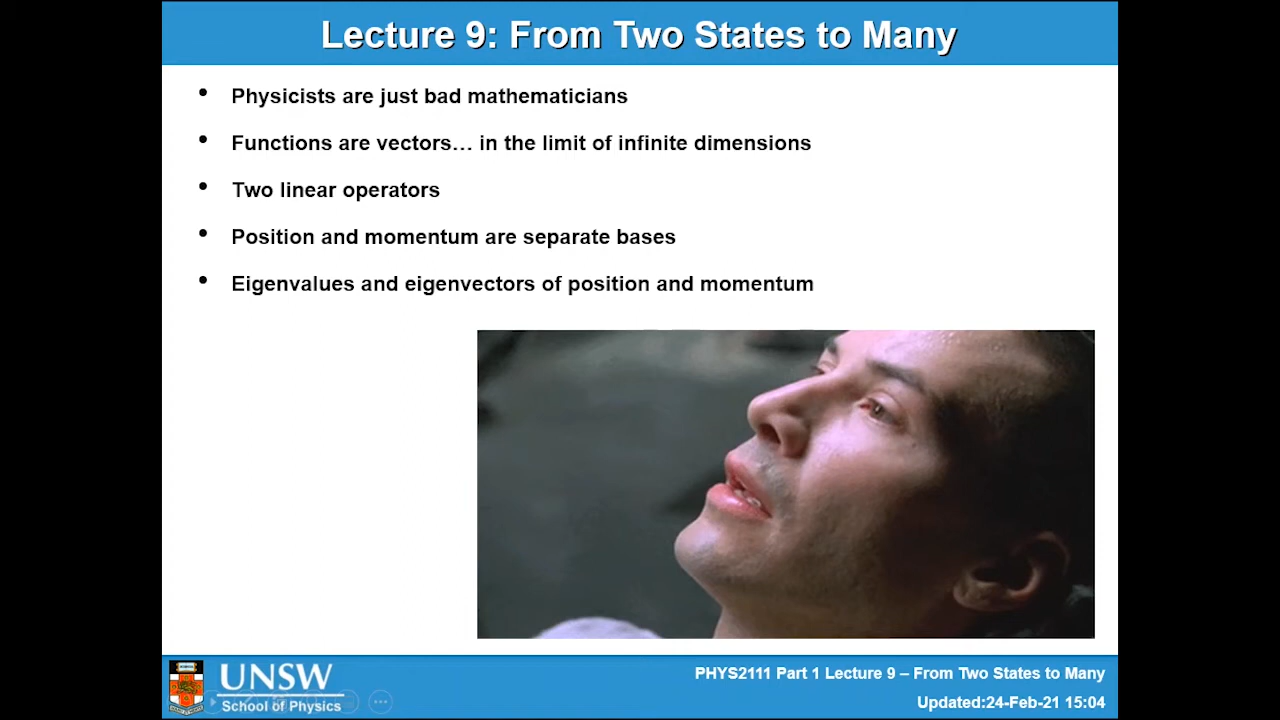 Lecture 9: From Two States to Many
• Physicists are just bad mathematicians
• Functions are vectors… in the limit of infinite dimensions
• Two linear operators
• Position and momentum are separate bases
• Eigenvalues and eigenvectors of position and momentum
UNSW
School of Physics
PHYS2111 Part 1 Lecture 9 – From Two States to Many
Updated:24-Feb-21 15:04